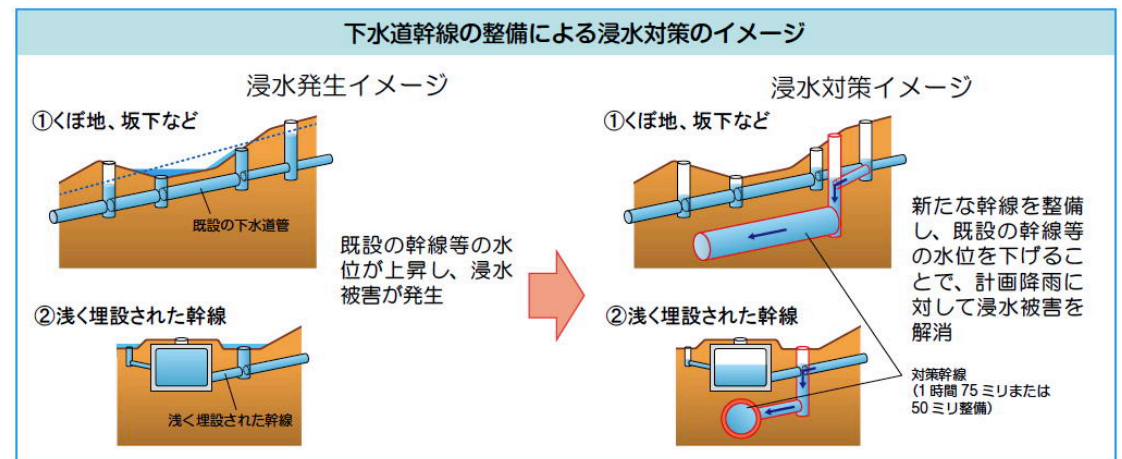 下水道幹線の整備による浸水対策のイメージ
浸水発生イメージ
①くぼ地、坂下など
既設の下水道管
既設の幹線等の水
位が上昇し、浸水
被害が発生
②浅く埋設された幹線
浅く埋設された幹線
浸水対策イメージ
①くぼ地、坂下など
新たな幹線を整備
し、既設の幹線等
の水位を下げるこ
とで、計画降雨に
対して浸水被害を
解消
②浅く埋設された幹線
対策幹線
(1時間75ミリまたは
50ミリ整備)